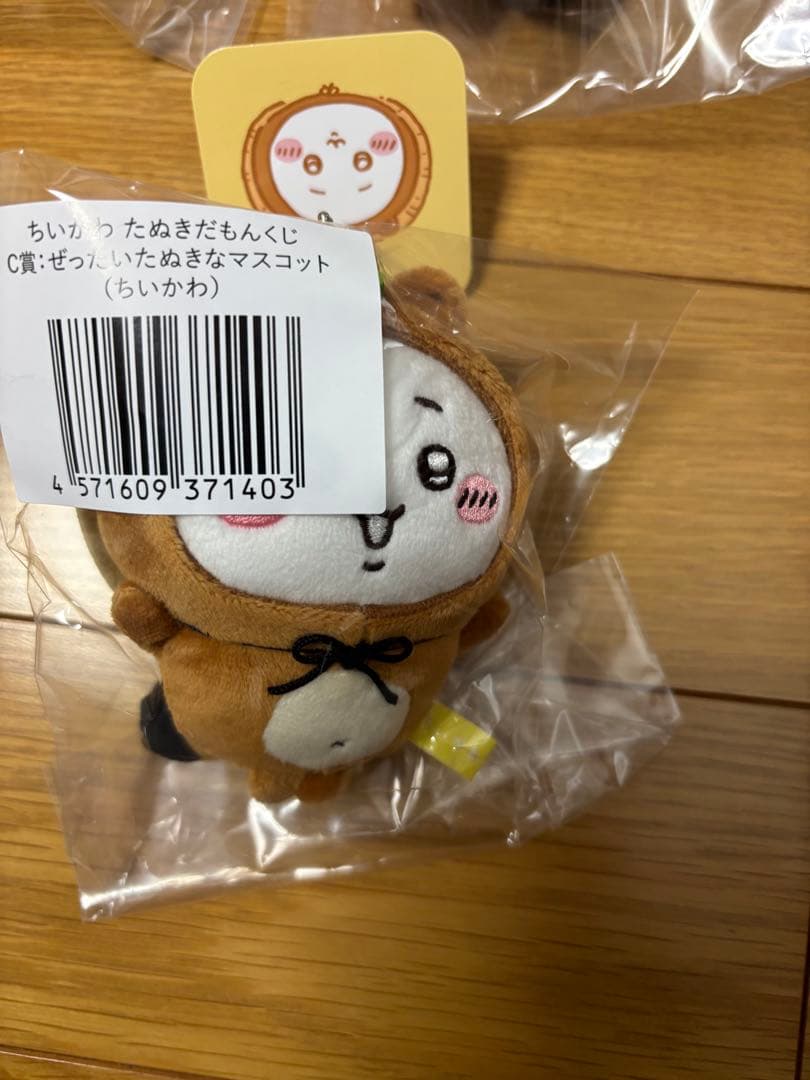 ちいかわ たぬきだもんくじ
C賞:ぜったいたぬきなマスコット
(ちいかわ)
4 571609 371403